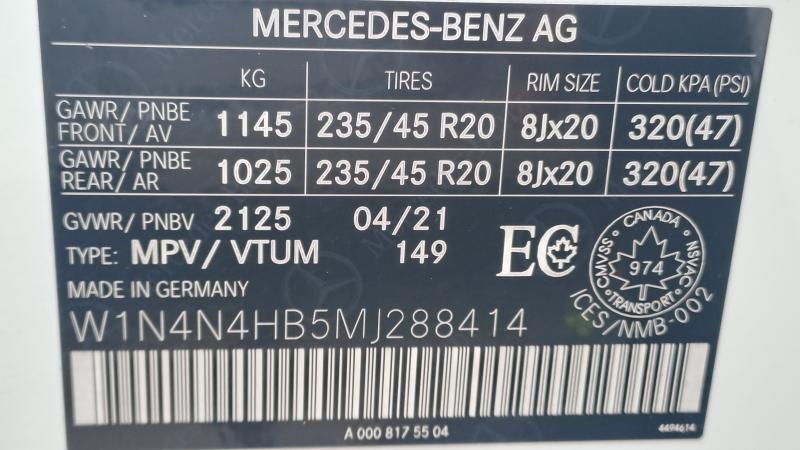 MERCEDES-BENZ AG
KG TIRES RIM SIZE COLD KPA (PSI)
GAWR/ PNBE
FRONT/ AV 1145 235/45 R20 8Jx20 320(47)
GAWR/ PNBE
REAR/ AR 1025 235/45 R20 8Jx20 320(47)
GVWR/ PNBV 2125 04/21
TYPE: MPV/ VTUM 149
EC
CANADA
CMVSS 974 NSVAC
TRANSPORT
ICES/NMB-002
MADE IN GERMANY
W1N4N4HB5MJ288414
A 000 817 55 04
4494614